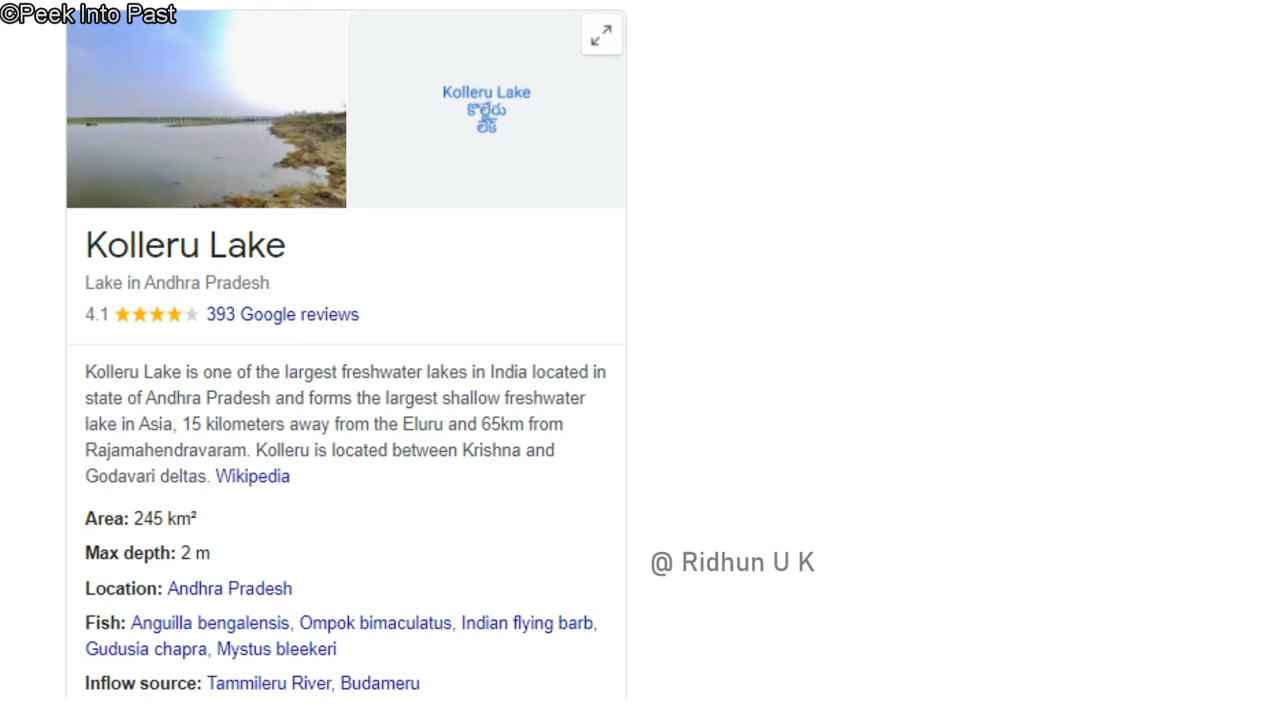 ©Peek Into Past
Kolleru Lake
కొల్లేరు
లేక్
Kolleru Lake
Lake in Andhra Pradesh
4.1 393 Google reviews
Kolleru Lake is one of the largest freshwater lakes in India located in
state of Andhra Pradesh and forms the largest shallow freshwater
lake in Asia, 15 kilometers away from the Eluru and 65km from
Rajamahendravaram. Kolleru is located between Krishna and
Godavari deltas. Wikipedia
Area: 245 km²
Max depth: 2 m
Location: Andhra Pradesh
Fish: Anguilla bengalensis, Ompok bimaculatus, Indian flying barb,
Gudusia chapra, Mystus bleekeri
Inflow source: Tammileru River, Budameru
@ Ridhun U K